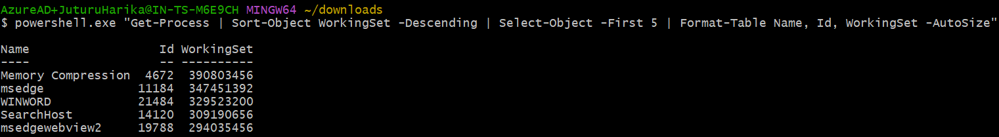 AzureAD+JuturuHarika@IN-TS-M6E9CH MINGW64 ~/downloads
$ powershell.exe "Get-Process | Sort-Object WorkingSet -Descending | Select-Object -First 5 | Format-Table Name, Id, WorkingSet -AutoSize"
Name Id WorkingSet
---- -- ----------
Memory Compression 4672 390803456
msedge 11184 347451392
WINWORD 21484 329523200
SearchHost 14120 309190656
msedgewebview2 19788 294035456